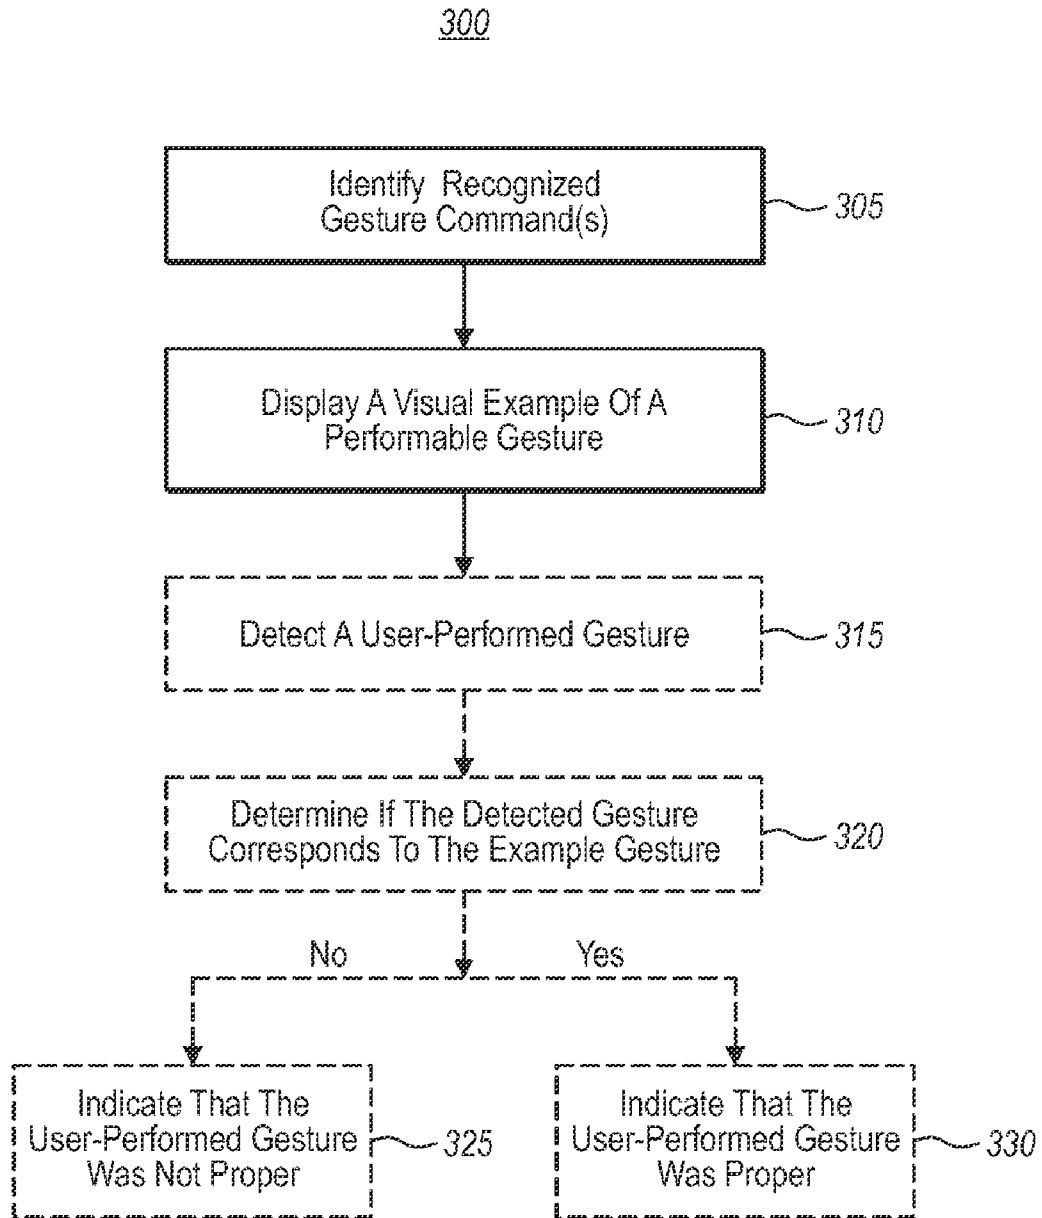 300
Identify Recognized
Gesture Command(s)
305
Display A Visual Example Of A
Performable Gesture
310
Detect A User-Performed Gesture
315
Determine If The Detected Gesture
Corresponds To The Example Gesture
320
No
Yes
Indicate That The
User-Performed Gesture
Was Not Proper
325
Indicate That The
User-Performed Gesture
Was Proper
330